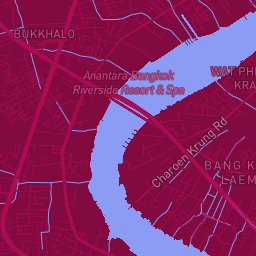 BUKKHALO
Anantara Bangkok
Riverside Resort & Spa
WAT PH
KRA
Charoen Krung Rd
BANG K
LAEM